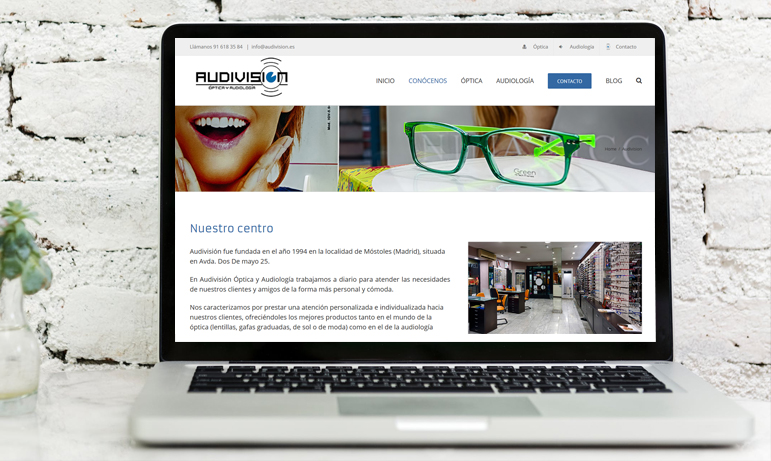 Llámanos 91 618 35 84 | info@audivision.es
Óptica Audiología Contacto
AUDIVISION
ÓPTICA Y AUDIOLOGÍA
INICIO CONÓCENOS ÓPTICA AUDIOLOGÍA CONTACTO BLOG
Green
Nuestro centro
Audivisión fue fundada en el año 1994 en la localidad de Móstoles (Madrid), situada
en Avda. Dos De mayo 25.
En Audivisión Óptica y Audiología trabajamos a diario para atender las necesidades
de nuestros clientes y amigos de la forma más personal y cómoda.
Nos caracterizamos por prestar una atención personalizada e individualizada hacia
nuestros clientes, ofreciéndoles los mejores productos tanto en el mundo de la
óptica (lentillas, gafas graduadas, de sol o de moda) como en el de la audiología